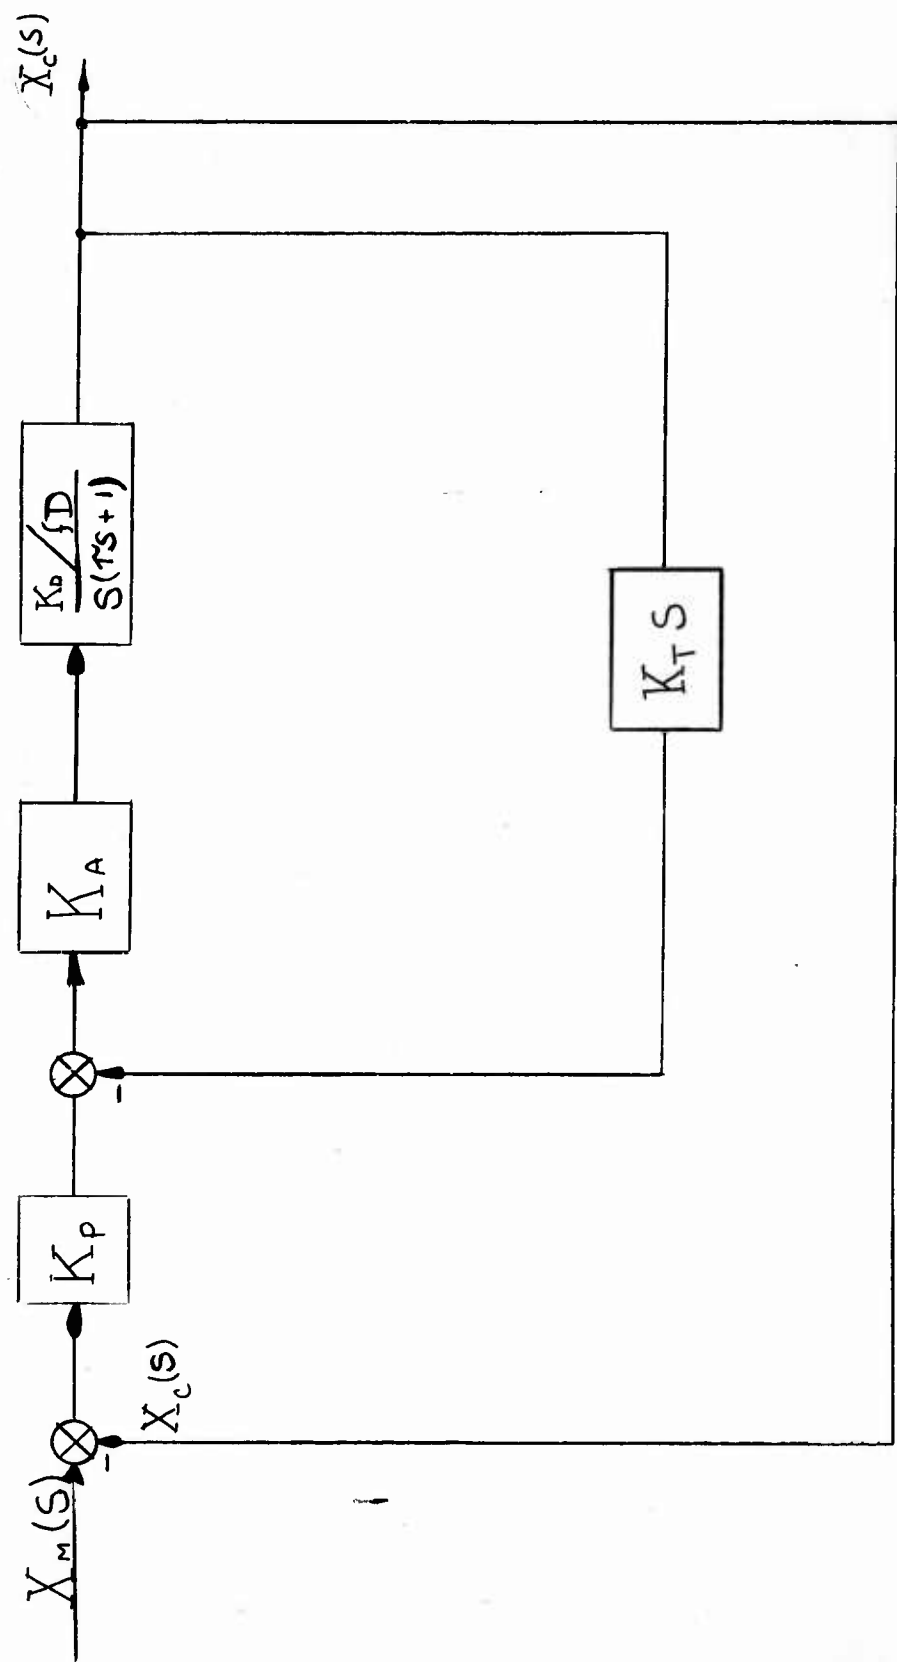 X_M(S)
-
X_c(S)
K_P
-
K_A
K_D/fD
S(τS+1)
K_T S
X_c(S)